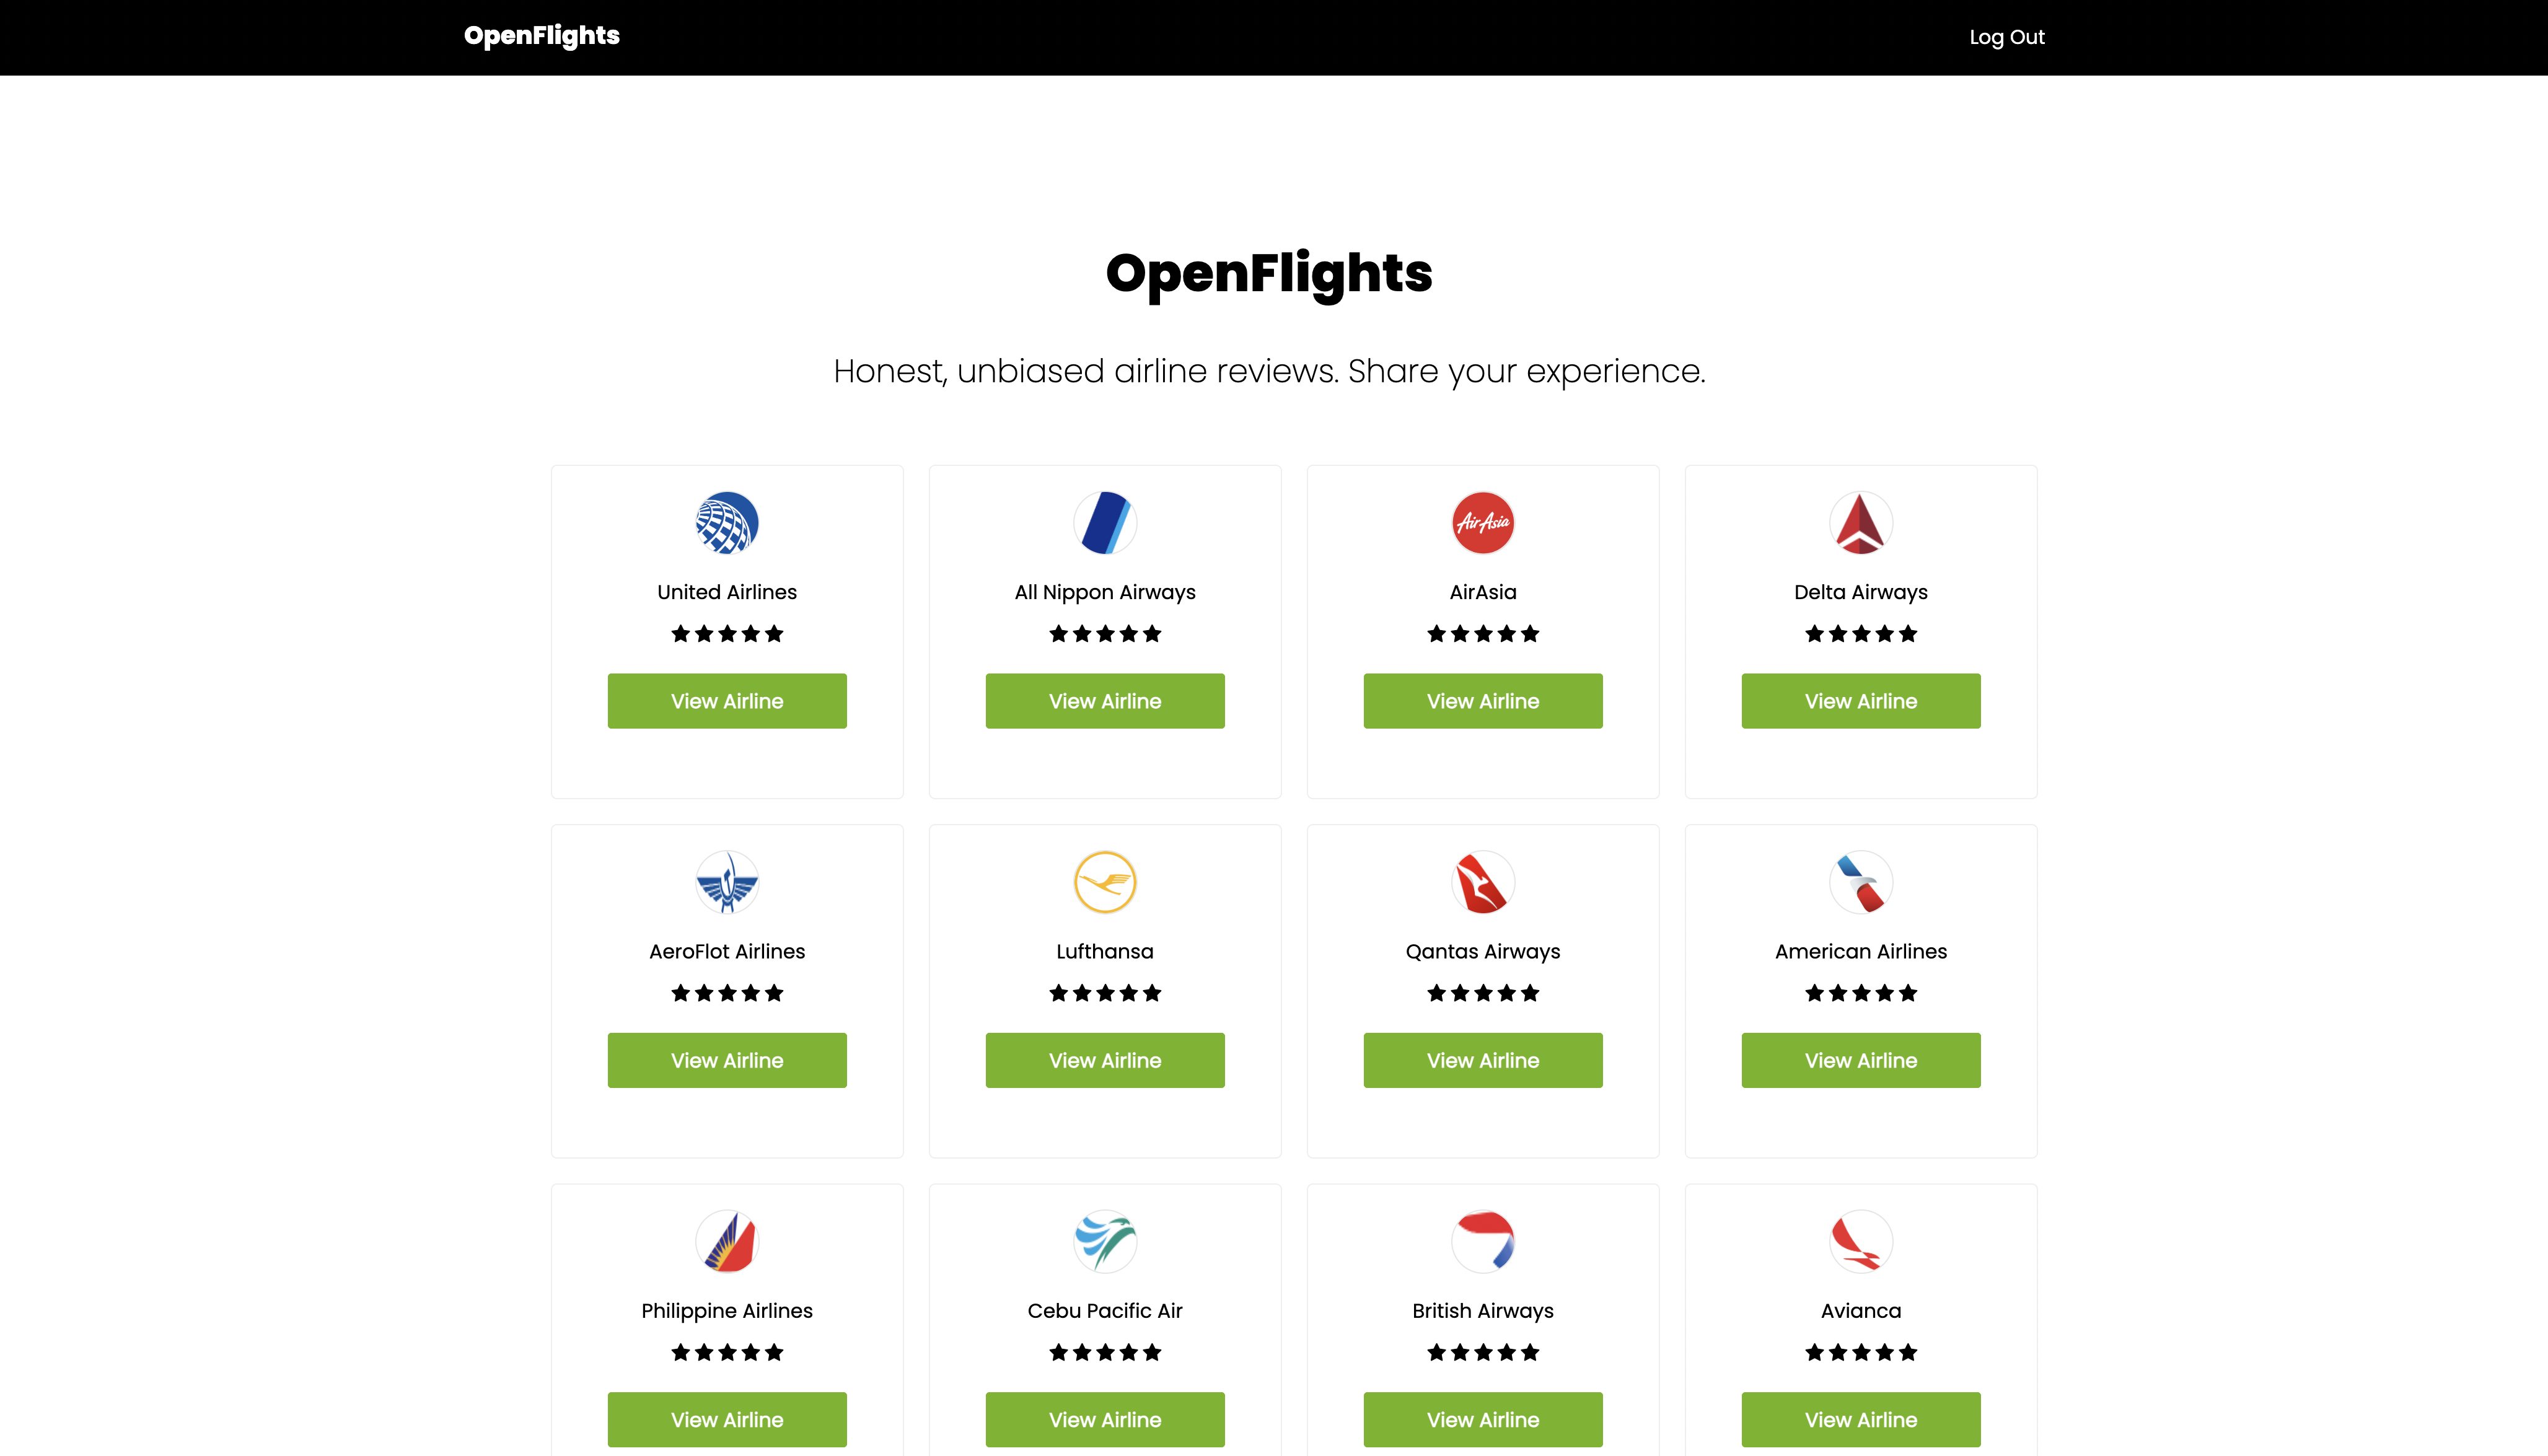 OpenFlights
Log Out
OpenFlights
Honest, unbiased airline reviews. Share your experience.
AirAsia
United Airlines
All Nippon Airways
AirAsia
Delta Airways
View Airline
View Airline
View Airline
View Airline
AeroFlot Airlines
Lufthansa
Qantas Airways
American Airlines
View Airline
View Airline
View Airline
View Airline
Philippine Airlines
Cebu Pacific Air
British Airways
Avianca
View Airline
View Airline
View Airline
View Airline